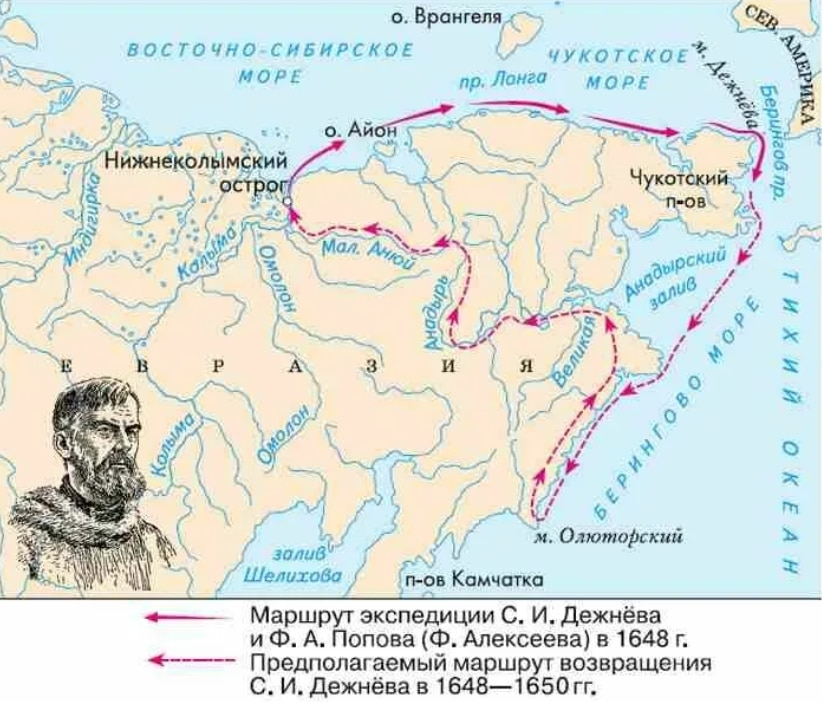 о. Врангеля
СЕВ. АМЕРИКА
ВОСТОЧНО-СИБИРСКОЕ
МОРЕ
ЧУКОТСКОЕ
МОРЕ
пр. Лонга
м. Дежнёва
Берингов пр.
о. Айон
Нижнеколымский
острог
Чукотский
п-ов
Индигирка
Колыма
Омолон
Мал. Анюй
Анадырь
Анадырский
залив
Великая
ЕВРАЗИЯ
БЕРИНГОВО МОРЕ
ТИХИЙ ОКЕАН
Колыма
Омолон
м. Олюторский
залив
Шелихова
п-ов Камчатка
Маршрут экспедиции С. И. Дежнёва
и Ф. А. Попова (Ф. Алексеева) в 1648 г.
Предполагаемый маршрут возвращения
С. И. Дежнёва в 1648—1650 гг.